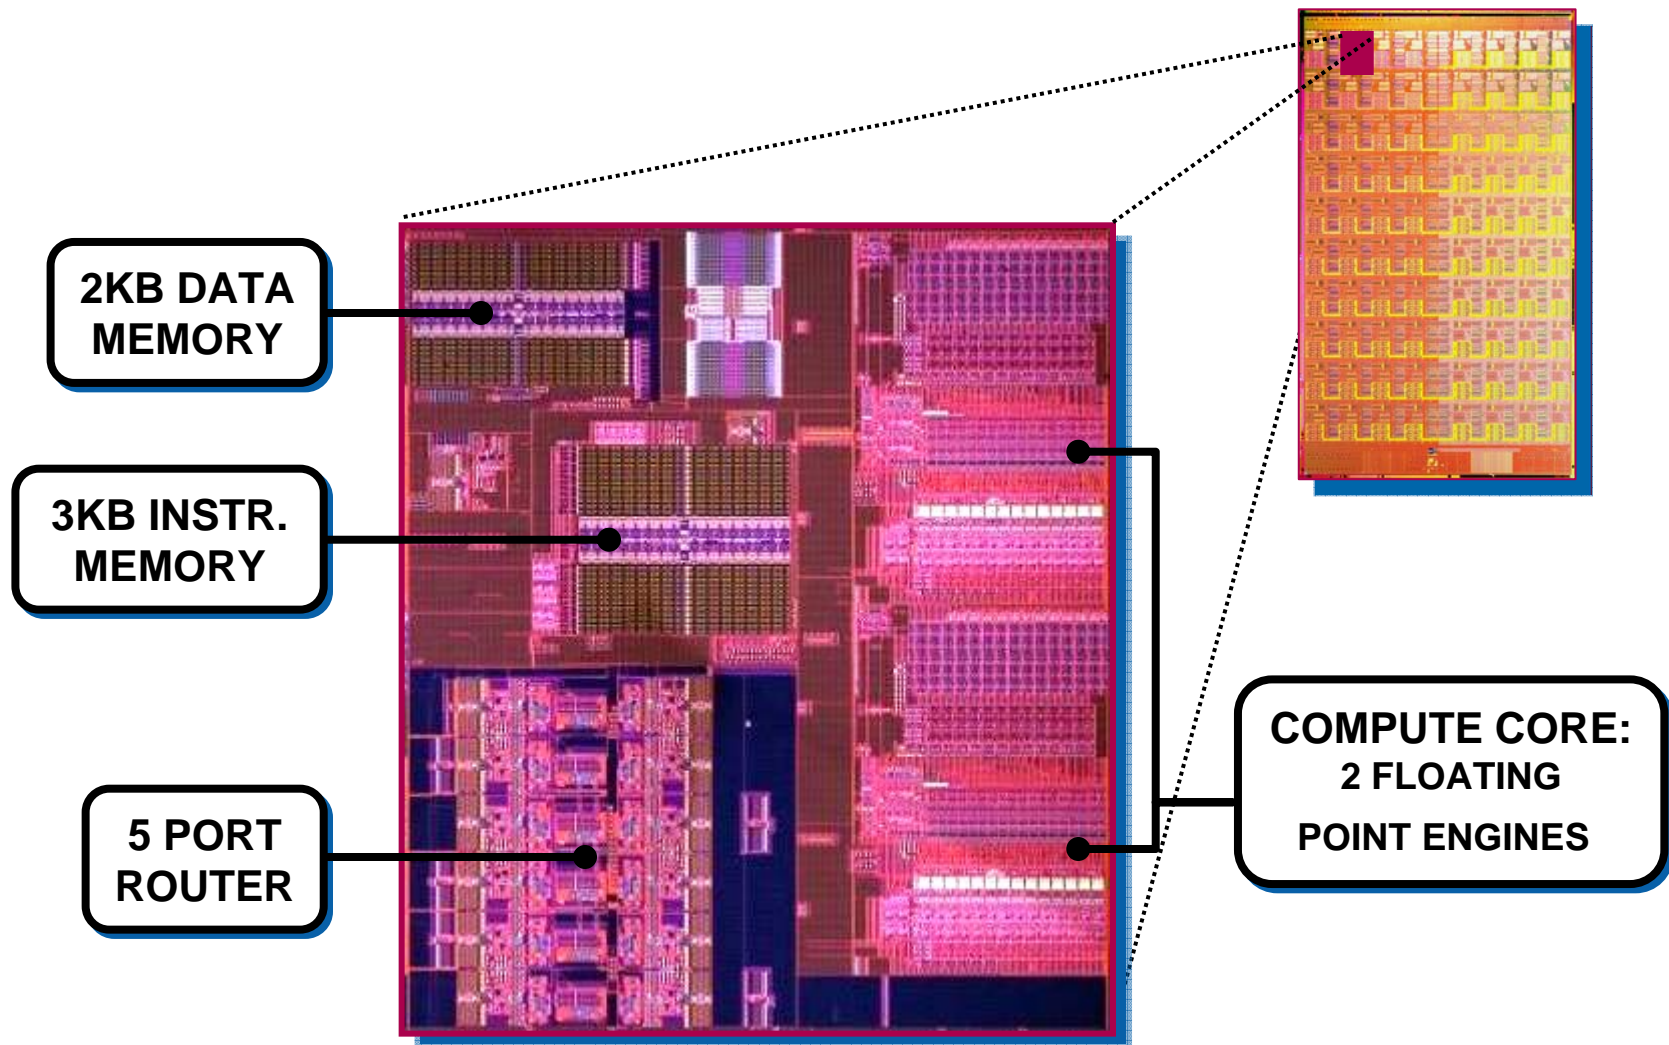 2KB DATA
MEMORY
3KB INSTR.
MEMORY
5 PORT
ROUTER
COMPUTE CORE:
2 FLOATING
POINT ENGINES